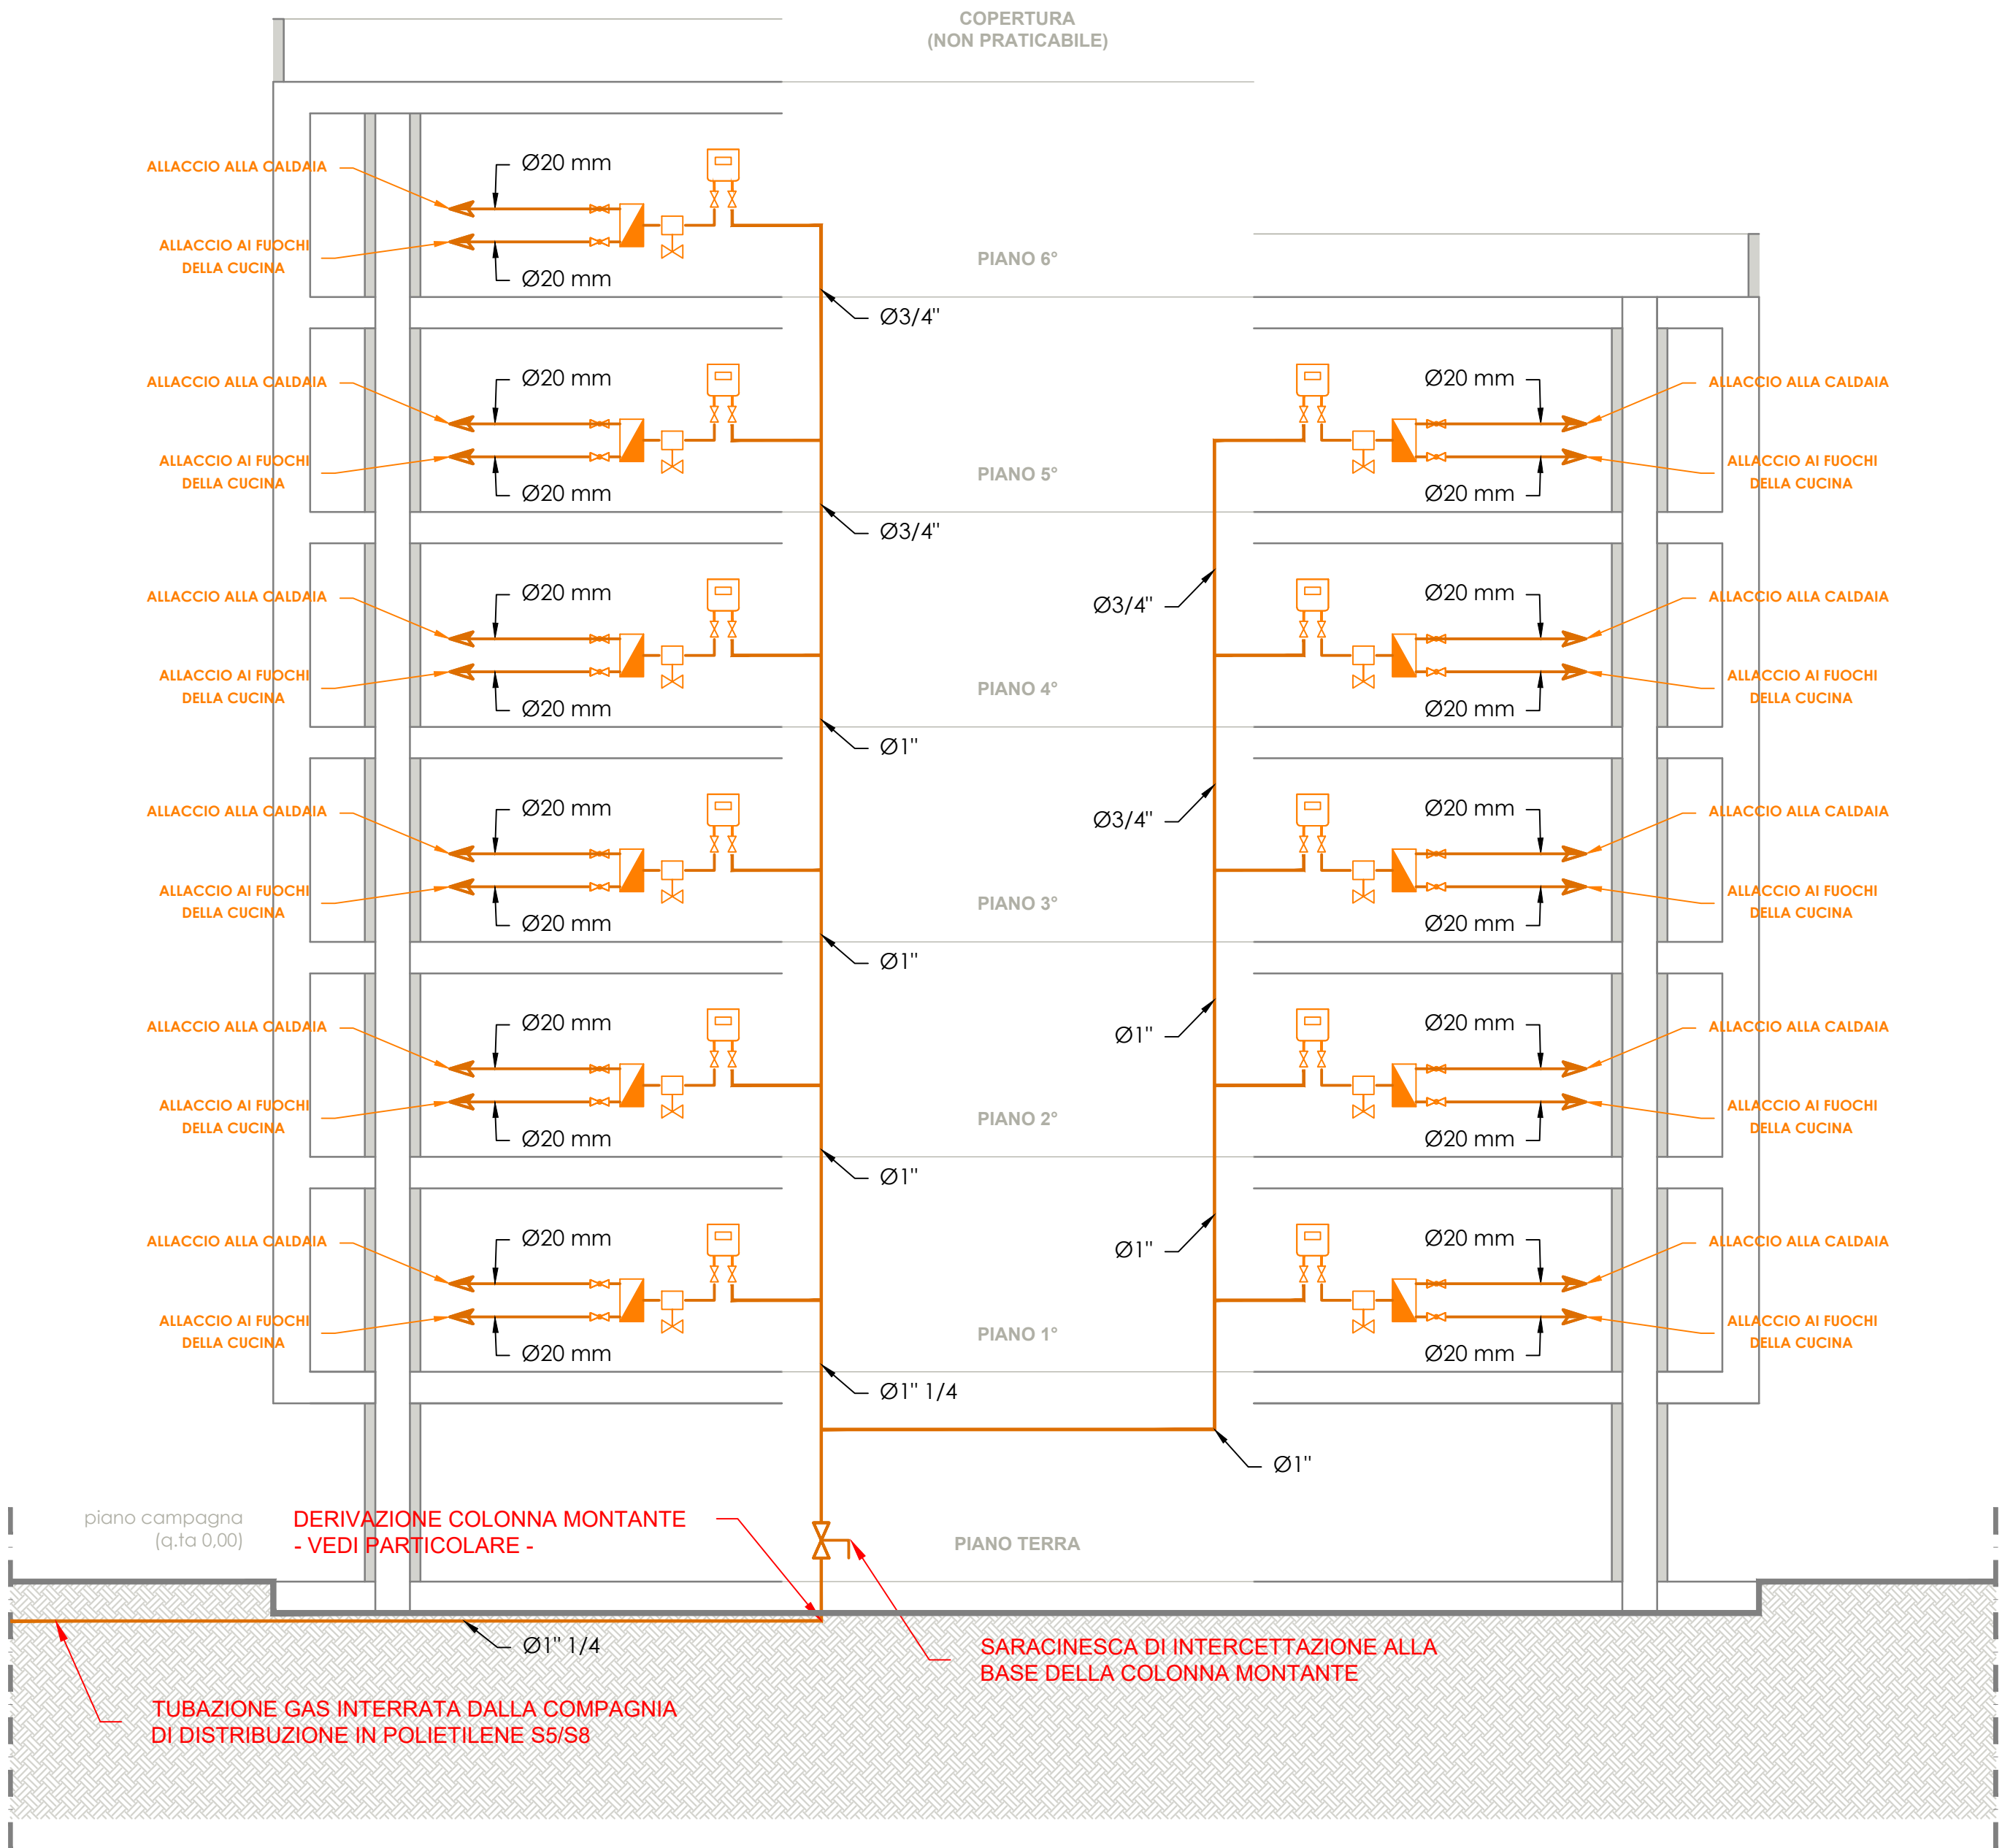 COPERTURA
(NON PRATICABILE)
ALLACCIO ALLA CALDAIA
Ø20 mm
ALLACCIO AI FUOCHI
DELLA CUCINA
Ø20 mm
PIANO 6°
Ø3/4"
ALLACCIO ALLA CALDAIA
Ø20 mm
Ø20 mm
ALLACCIO ALLA CALDAIA
ALLACCIO AI FUOCHI
DELLA CUCINA
Ø20 mm
PIANO 5°
Ø20 mm
ALLACCIO AI FUOCHI
DELLA CUCINA
Ø3/4"
ALLACCIO ALLA CALDAIA
Ø20 mm
Ø3/4"
Ø20 mm
ALLACCIO ALLA CALDAIA
ALLACCIO AI FUOCHI
DELLA CUCINA
Ø20 mm
PIANO 4°
Ø20 mm
ALLACCIO AI FUOCHI
DELLA CUCINA
Ø1"
ALLACCIO ALLA CALDAIA
Ø20 mm
Ø3/4"
Ø20 mm
ALLACCIO ALLA CALDAIA
ALLACCIO AI FUOCHI
DELLA CUCINA
Ø20 mm
PIANO 3°
Ø20 mm
ALLACCIO AI FUOCHI
DELLA CUCINA
Ø1"
ALLACCIO ALLA CALDAIA
Ø20 mm
Ø1"
Ø20 mm
ALLACCIO ALLA CALDAIA
ALLACCIO AI FUOCHI
DELLA CUCINA
Ø20 mm
PIANO 2°
Ø20 mm
ALLACCIO AI FUOCHI
DELLA CUCINA
Ø1"
ALLACCIO ALLA CALDAIA
Ø20 mm
Ø1"
Ø20 mm
ALLACCIO ALLA CALDAIA
ALLACCIO AI FUOCHI
DELLA CUCINA
Ø20 mm
PIANO 1°
Ø20 mm
ALLACCIO AI FUOCHI
DELLA CUCINA
Ø1" 1/4
Ø1"
piano campagna
(q.ta 0,00)
DERIVAZIONE COLONNA MONTANTE
- VEDI PARTICOLARE -
PIANO TERRA
Ø1" 1/4
SARACINESCA DI INTERCETTAZIONE ALLA
BASE DELLA COLONNA MONTANTE
TUBAZIONE GAS INTERRATA DALLA COMPAGNIA
DI DISTRIBUZIONE IN POLIETILENE S5/S8